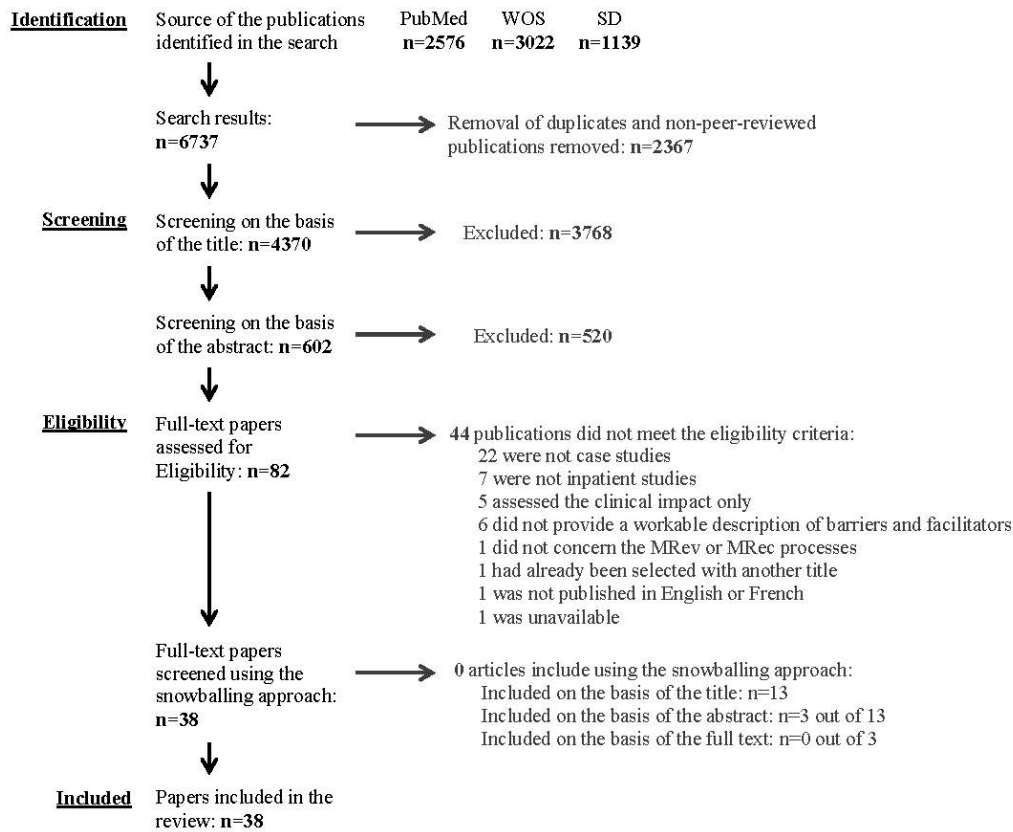 Identification
Source of the publications
identified in the search
PubMed WOS SD
n=2576 n=3022 n=1139
Search results:
n=6737
Removal of duplicates and non-peer-reviewed
publications removed: n=2367
Screening
Screening on the basis
of the title: n=4370
Excluded: n=3768
Screening on the basis
of the abstract: n=602
Excluded: n=520
Eligibility
Full-text papers
assessed for
Eligibility: n=82
44 publications did not meet the eligibility criteria:
22 were not case studies
7 were not inpatient studies
5 assessed the clinical impact only
6 did not provide a workable description of barriers and facilitators
1 did not concern the MRev or MRec processes
1 had already been selected with another title
1 was not published in English or French
1 was unavailable
Full-text papers
screened using the
snowballing approach:
n=38
0 articles include using the snowballing approach:
Included on the basis of the title: n=13
Included on the basis of the abstract: n=3 out of 13
Included on the basis of the full text: n=0 out of 3
Included
Papers included in the
review: n=38